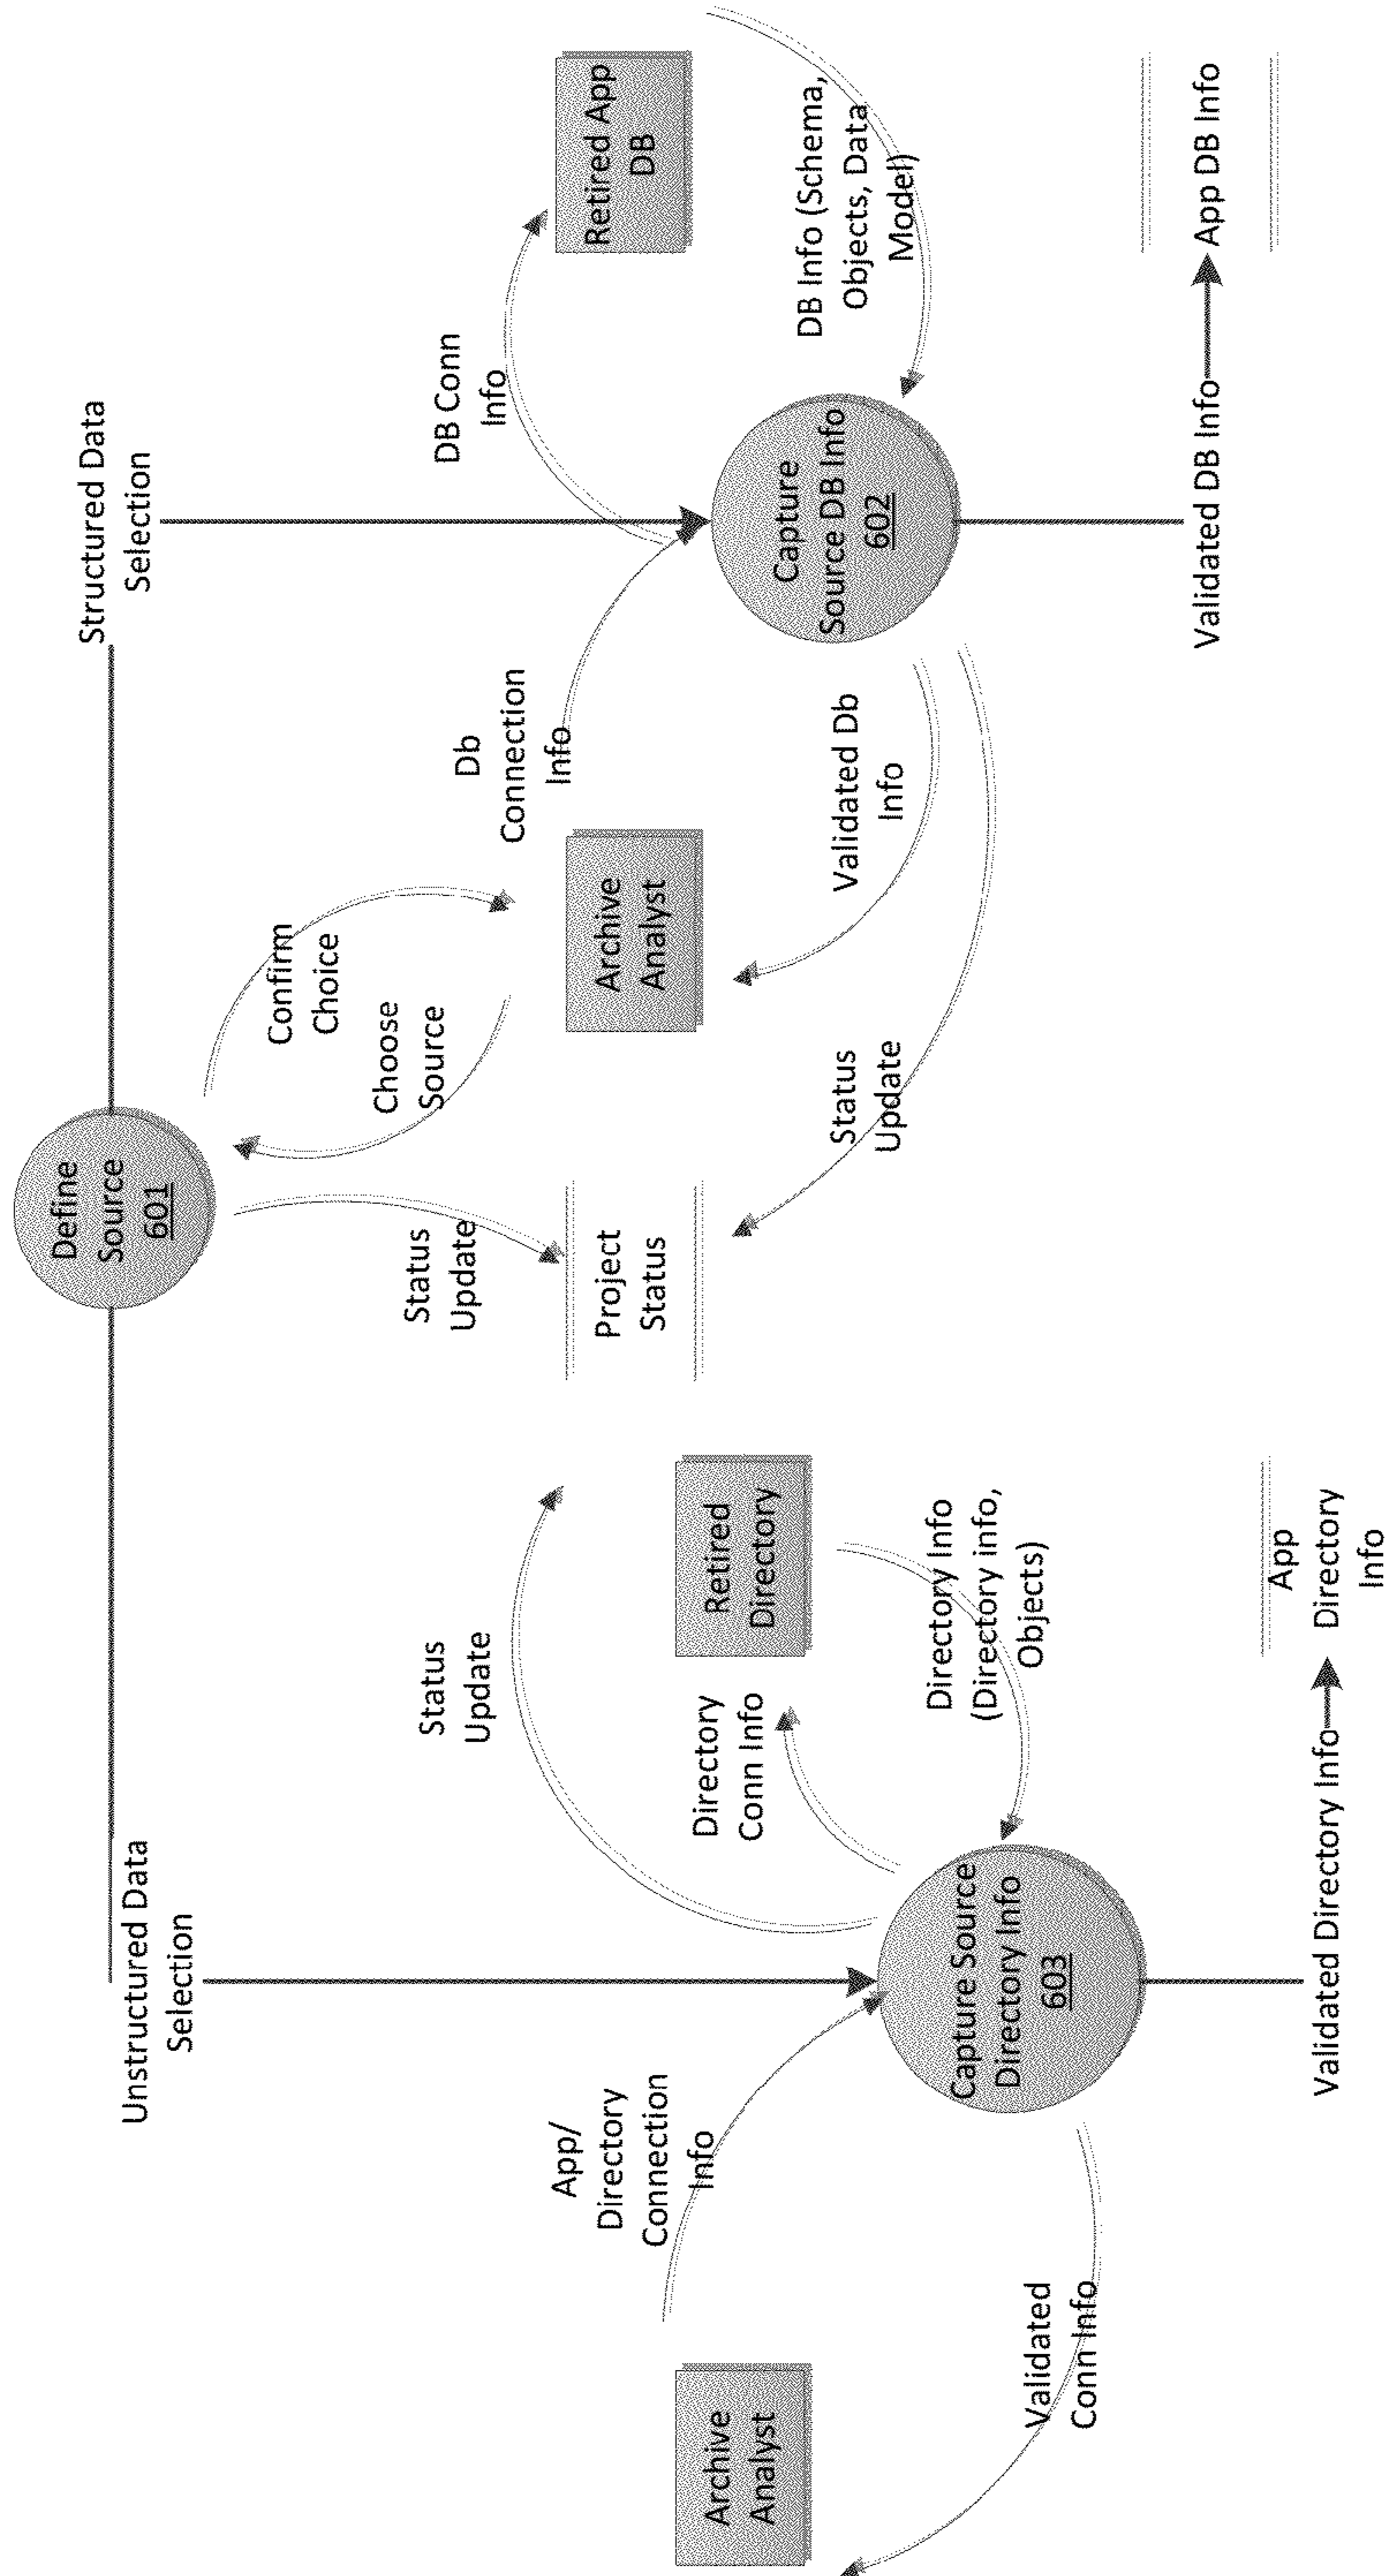 Define
Source
601
Unstructured Data
Selection
Structured Data
Selection
Confirm
Choice
Choose
Source
Status
Update
Status
Update
App/
Directory
Connection
Info
Db
Connection
Info
DB Conn
Info
Archive
Analyst
Directory
Conn Info
Retired
Directory
Project
Status
Archive
Analyst
Retired App
DB
Capture Source
Directory Info
603
Directory Info
(Directory info,
Objects)
Status
Update
Validated Db
Info
Capture
Source DB Info
602
DB Info (Schema,
Objects, Data
Model)
Validated
Conn Info
Validated Directory Info
App
Directory
Info
Validated DB Info
App DB Info